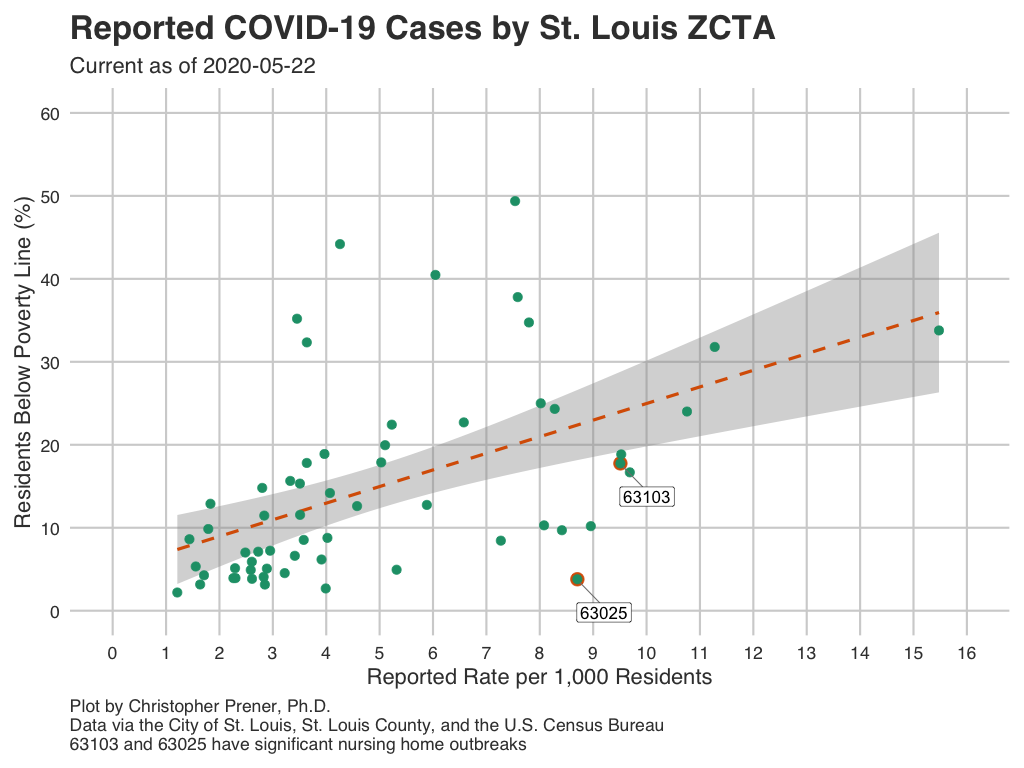 Reported COVID-19 Cases by St. Louis ZCTA
Current as of 2020-05-22
60
50
40
30
20
10
0
Residents Below Poverty Line (%)
63103
63025
0 1 2 3 4 5 6 7 8 9 10 11 12 13 14 15 16
Reported Rate per 1,000 Residents
Plot by Christopher Prener, Ph.D.
Data via the City of St. Louis, St. Louis County, and the U.S. Census Bureau
63103 and 63025 have significant nursing home outbreaks